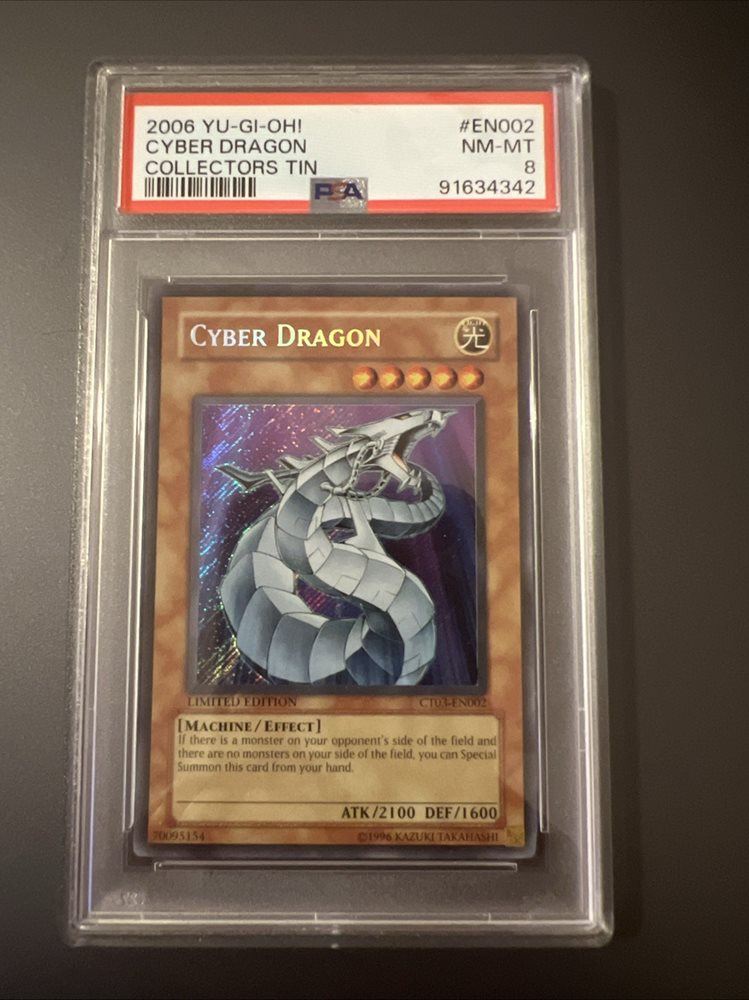 2006 YU-GI-OH! #EN002
CYBER DRAGON NM-MT
COLLECTORS TIN 8
PSA 91634342
CYBER DRAGON
LIGHT
光
LIMITED EDITION CT03-EN002
[MACHINE/EFFECT]
If there is a monster on your opponent's side of the field and
there are no monsters on your side of the field, you can Special
Summon this card from your hand.
ATK/2100 DEF/1600
70095154 ©1996 KAZUKI TAKAHASHI